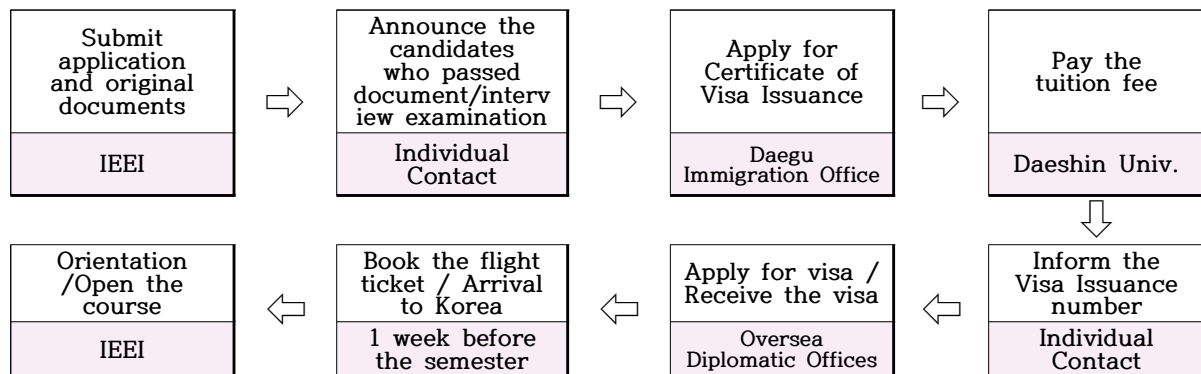 Submit
application
and original
documents
IEEI
Announce the
candidates
who passed
document/interv
iew examination
Individual
Contact
Apply for
Certificate of
Visa Issuance
Daegu
Immigration Office
Pay the
tuition fee
Daeshin Univ.
Inform the
Visa Issuance
number
Individual
Contact
Apply for visa /
Receive the visa
Oversea
Diplomatic Offices
Book the flight
ticket / Arrival
to Korea
1 week before
the semester
Orientation
/Open the
course
IEEI